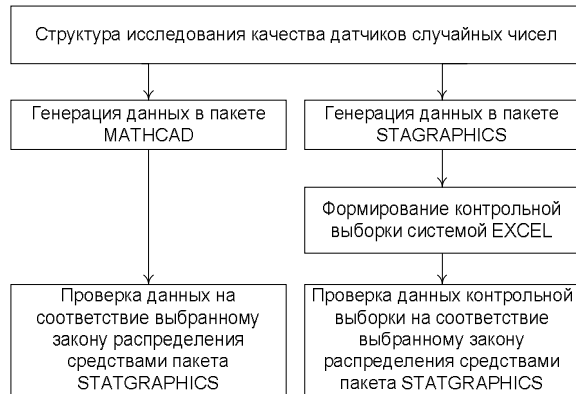 Структура исследования качества датчиков случайных чисел
Генерация данных в пакете
MATHCAD
Генерация данных в пакете
STAGRAPHICS
Формирование контрольной
выборки системой EXCEL
Проверка данных на
соответствие выбранному
закону распределения
средствами пакета
STATGRAPHICS
Проверка данных контрольной
выборки на соответствие
выбранному закону
распределения средствами
пакета STATGRAPHICS